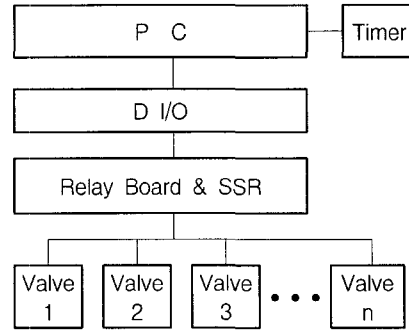 P C
Timer
D I/O
Relay Board & SSR
Valve
1
Valve
2
Valve
3
Valve
n